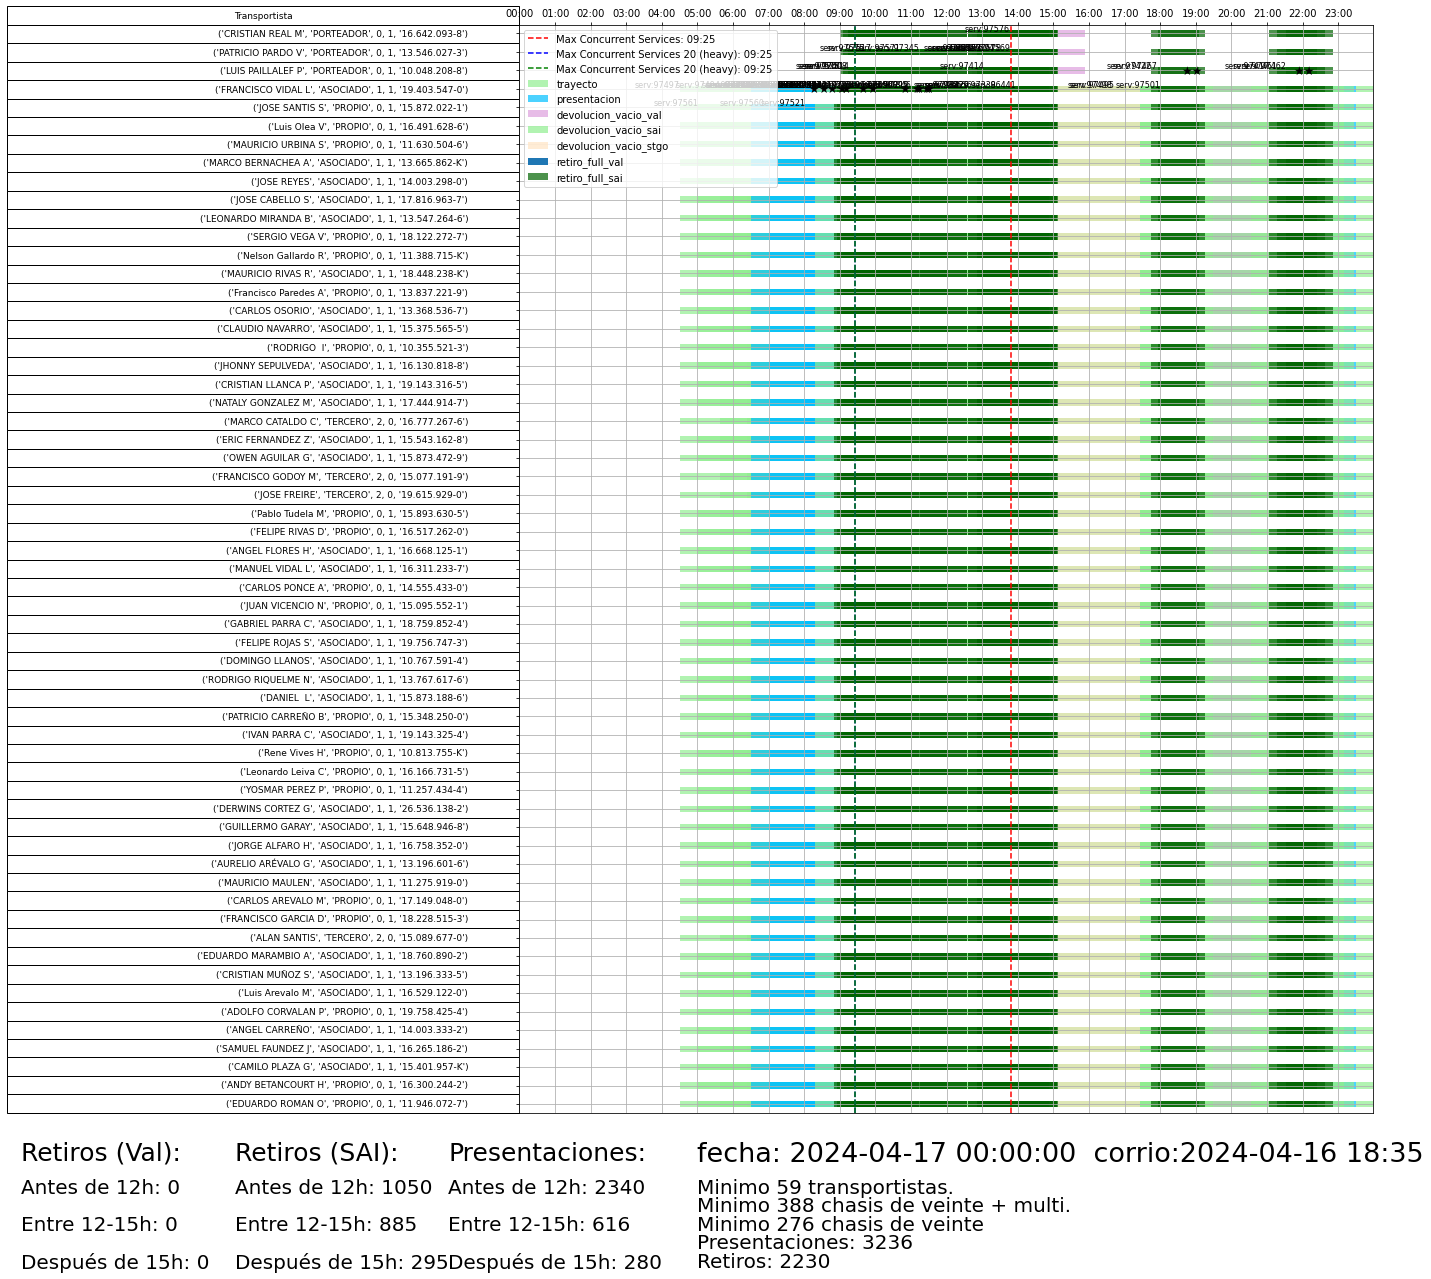 Transportista
00:00 01:00 02:00 03:00 04:00 05:00 06:00 07:00 08:00 09:00 10:00 11:00 12:00 13:00 14:00 15:00 16:00 17:00 18:00 19:00 20:00 21:00 22:00 23:00
('CRISTIAN REAL M', 'PORTEADOR', 0, 1, '16.642.093-8')
('PATRICIO PARDO V', 'PROPIO', 0, 1, '13.546.027-3')
('LUIS PAILLALEF P', 'PORTEADOR', 0, 1, '10.048.208-8')
('FRANCISCO VIDAL L', 'ASOCIADO', 1, 1, '19.403.547-0')
('JOSE SANTIS S', 'PROPIO', 0, 1, '15.872.022-1')
('Luis Olea V', 'PROPIO', 0, 1, '16.491.628-6')
('MAURICIO URBINA S', 'PROPIO', 0, 1, '11.630.504-6')
('MARCO BERNACHEA A', 'ASOCIADO', 1, 1, '13.665.862-K')
('JOSE REYES', 'ASOCIADO', 1, 1, '14.003.298-0')
('JOSE CABELLO S', 'ASOCIADO', 1, 1, '17.816.963-7')
('LEONARDO MIRANDA B', 'ASOCIADO', 1, 1, '13.547.264-6')
('SERGIO VEGA V', 'PROPIO', 0, 1, '18.122.272-7')
('Nelson Gallardo R', 'PROPIO', 0, 1, '11.388.715-K')
('MAURICIO RIVAS R', 'ASOCIADO', 1, 1, '18.448.238-K')
('Francisco Paredes A', 'PROPIO', 0, 1, '13.837.221-9')
('CARLOS OSORIO', 'ASOCIADO', 1, 1, '13.368.536-7')
('CLAUDIO NAVARRO', 'ASOCIADO', 1, 1, '15.375.565-5')
('RODRIGO  I', 'PROPIO', 0, 1, '10.355.521-3')
('JHONNY SEPULVEDA', 'ASOCIADO', 1, 1, '16.130.818-8')
('CRISTIAN LLANCA P', 'ASOCIADO', 1, 1, '19.143.316-5')
('NATALY GONZALEZ M', 'ASOCIADO', 1, 1, '17.444.914-7')
('MARCO CATALDO C', 'TERCERO', 2, 0, '16.777.267-6')
('ERIC FERNANDEZ Z', 'ASOCIADO', 1, 1, '15.543.162-8')
('OWEN AGUILAR G', 'ASOCIADO', 1, 1, '15.873.472-9')
('FRANCISCO GODOY M', 'TERCERO', 2, 0, '15.077.191-9')
('JOSE FREIRE', 'TERCERO', 2, 0, '19.615.929-0')
('Pablo Tudela M', 'PROPIO', 0, 1, '15.893.630-5')
('FELIPE RIVAS D', 'PROPIO', 0, 1, '16.517.262-0')
('ANGEL FLORES H', 'ASOCIADO', 1, 1, '16.668.125-1')
('MANUEL VIDAL L', 'ASOCIADO', 1, 1, '16.311.233-7')
('CARLOS PONCE A', 'PROPIO', 0, 1, '14.555.433-0')
('JUAN VICENCIO N', 'PROPIO', 0, 1, '15.095.552-1')
('GABRIEL PARRA C', 'ASOCIADO', 1, 1, '18.759.852-4')
('FELIPE ROJAS S', 'ASOCIADO', 1, 1, '19.756.747-3')
('DOMINGO LLANOS', 'ASOCIADO', 1, 1, '10.767.591-4')
('RODRIGO RIQUELME N', 'ASOCIADO', 1, 1, '13.767.617-6')
('DANIEL  L', 'ASOCIADO', 1, 1, '15.873.188-6')
('PATRICIO CARREÑO B', 'PROPIO', 0, 1, '15.348.250-0')
('IVAN PARRA C', 'ASOCIADO', 1, 1, '19.143.325-4')
('Rene Vives H', 'PROPIO', 0, 1, '10.813.755-K')
('Leonardo Leiva C', 'PROPIO', 0, 1, '16.166.731-5')
('YOSMAR PEREZ P', 'PROPIO', 0, 1, '11.257.434-4')
('DERWINS CORTEZ G', 'ASOCIADO', 1, 1, '26.536.138-2')
('GUILLERMO GARAY', 'ASOCIADO', 1, 1, '15.648.946-8')
('JORGE ALFARO H', 'ASOCIADO', 1, 1, '16.758.352-0')
('AURELIO ARÉVALO G', 'ASOCIADO', 1, 1, '13.196.601-6')
('MAURICIO MAULEN', 'ASOCIADO', 1, 1, '11.275.919-0')
('CARLOS AREVALO M', 'PROPIO', 0, 1, '17.149.048-0')
('FRANCISCO GARCIA D', 'PROPIO', 0, 1, '18.228.515-3')
('ALAN SANTIS', 'TERCERO', 2, 0, '15.089.677-0')
('EDUARDO MARAMBIO A', 'ASOCIADO', 1, 1, '18.760.890-2')
('CRISTIAN MUÑOZ S', 'ASOCIADO', 1, 1, '13.196.333-5')
('Luis Arevalo M', 'ASOCIADO', 1, 1, '16.529.122-0')
('ADOLFO CORVALAN P', 'PROPIO', 0, 1, '19.758.425-4')
('ANGEL CARREÑO', 'ASOCIADO', 1, 1, '14.003.333-2')
('SAMUEL FAUNDEZ J', 'ASOCIADO', 1, 1, '16.265.186-2')
('CAMILO PLAZA G', 'ASOCIADO', 1, 1, '15.401.957-K')
('ANDY BETANCOURT H', 'PROPIO', 0, 1, '16.300.244-2')
('EDUARDO ROMAN O', 'PROPIO', 0, 1, '11.946.072-7')
Max Concurrent Services: 09:25
Max Concurrent Services 20 (heavy): 09:25
Max Concurrent Services 20 (heavy): 09:25
trayecto
presentacion
devolucion_vacio_val
devolucion_vacio_sai
devolucion_vacio_stgo
retiro_full_val
retiro_full_sai
serv:97576
serv:97414
serv:97497
serv:97501
serv:97561 serv:97560 serv:97521
Retiros (Val):
Antes de 12h: 0
Entre 12-15h: 0
Después de 15h: 0
Retiros (SAI):
Antes de 12h: 1050
Entre 12-15h: 885
Después de 15h: 295
Presentaciones:
Antes de 12h: 2340
Entre 12-15h: 616
Después de 15h: 280
fecha: 2024-04-17 00:00:00  corrio:2024-04-16 18:35
Minimo 59 transportistas.
Minimo 388 chasis de veinte + multi.
Minimo 276 chasis de veinte
Presentaciones: 3236
Retiros: 2230